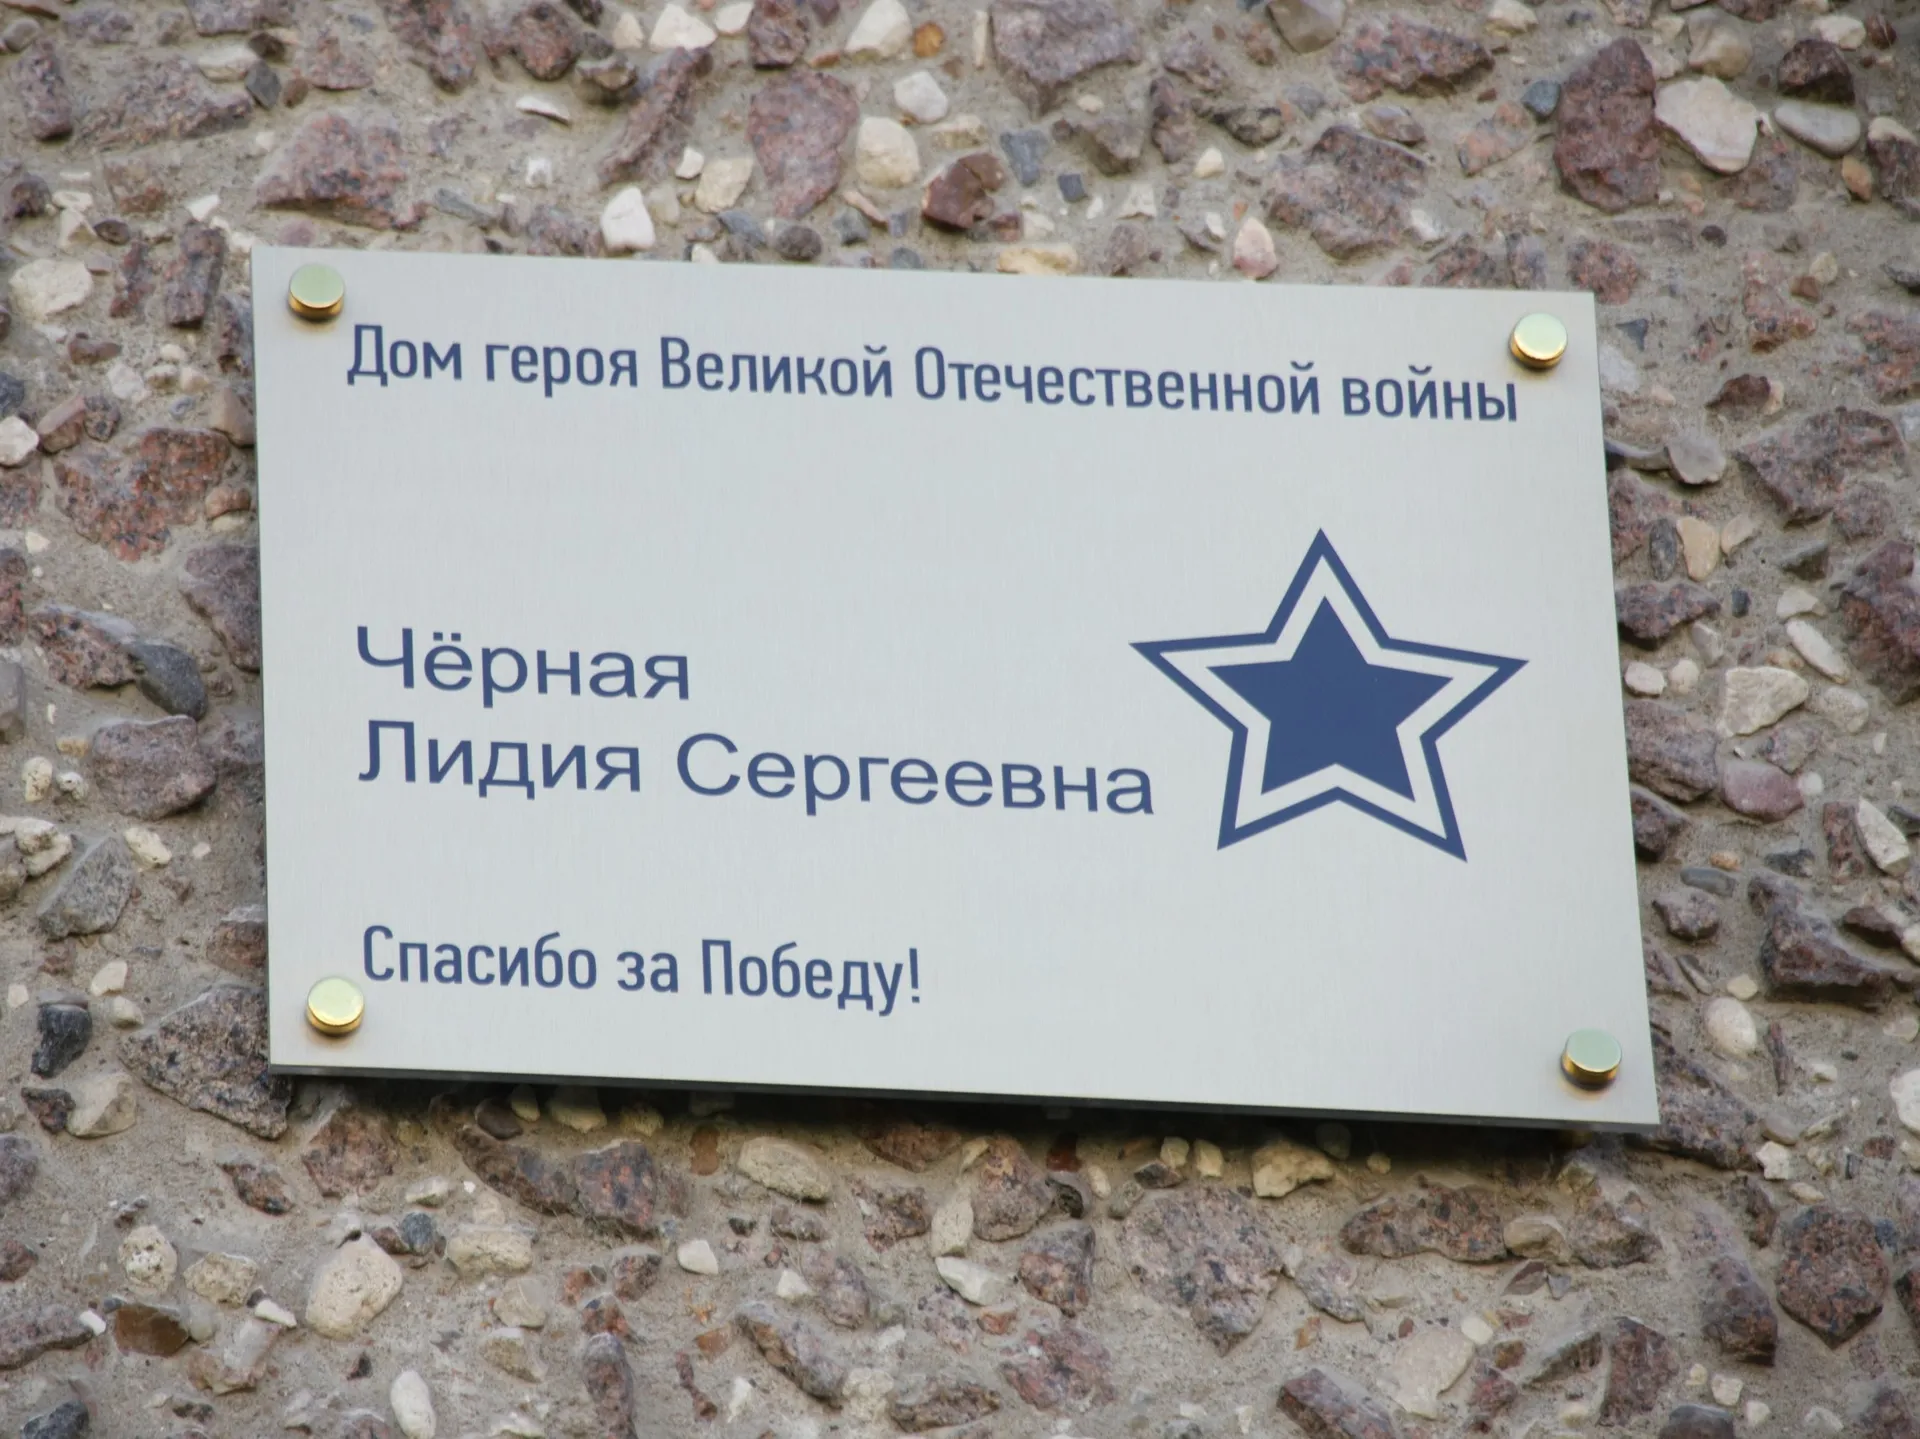 Дом героя Великой Отечественной войны
Чёрная
Лидия Сергеевна
Спасибо за Победу!